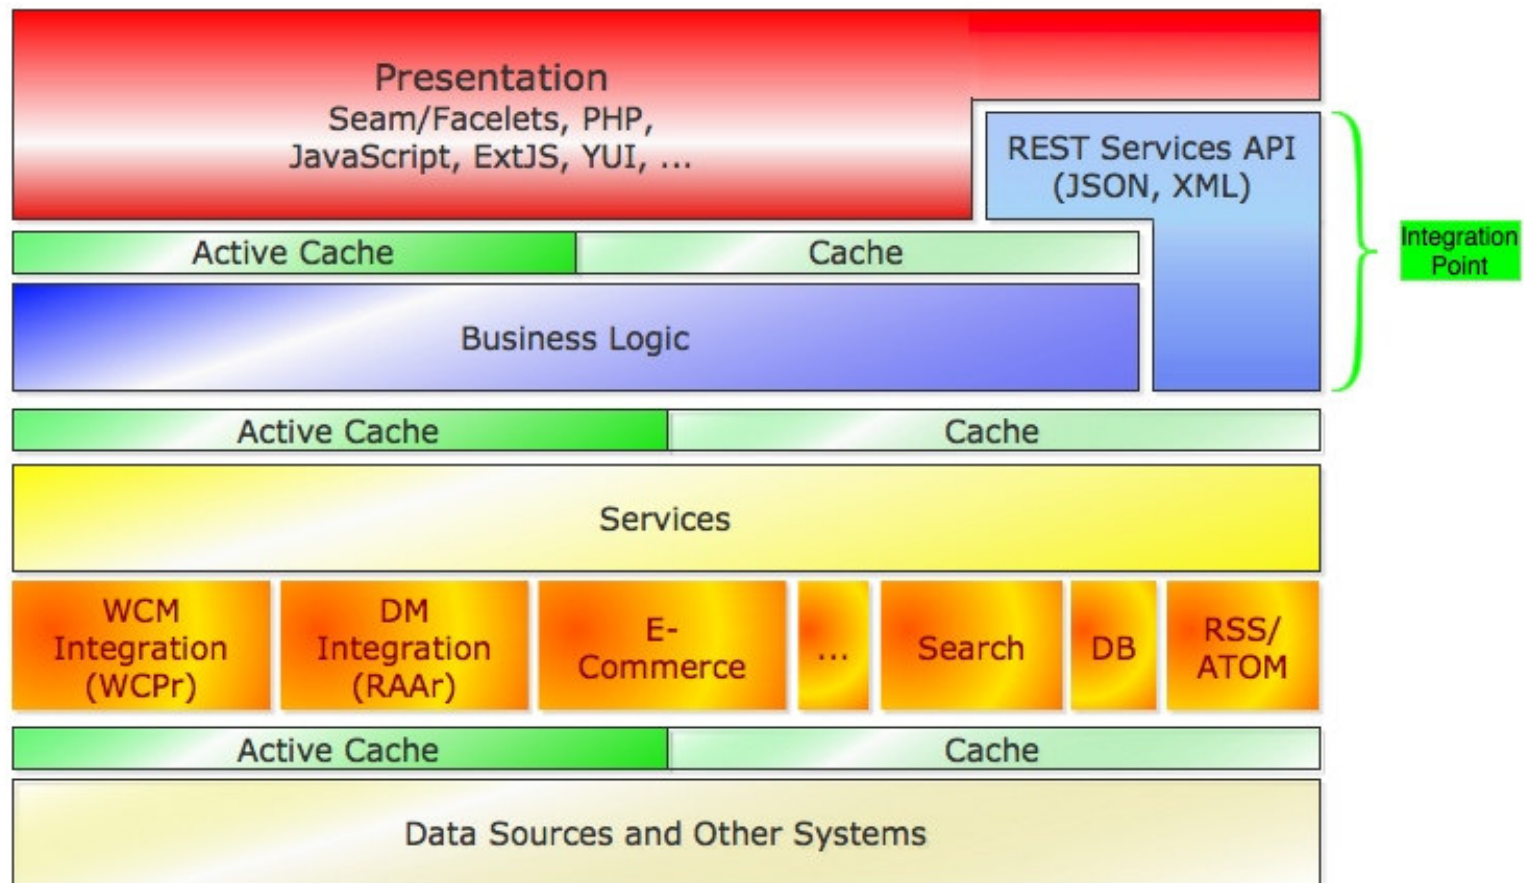 Presentation
Seam/Facelets, PHP,
JavaScript, ExtJS, YUI, ...
REST Services API
(JSON, XML)
Integration
Point
Active Cache
Cache
Business Logic
Active Cache
Cache
Services
WCM
Integration
(WCPr)
DM
Integration
(RAAr)
E-
Commerce
...
Search
DB
RSS/
ATOM
Active Cache
Cache
Data Sources and Other Systems